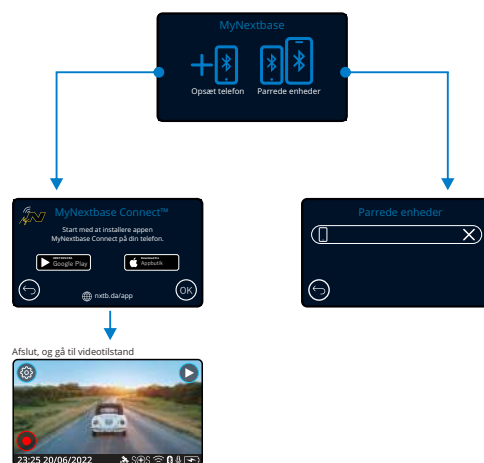 MyNextbase
Opsæt telefon
Parrede enheder
MyNextbase Connect™
Start med at installere appen
MyNextbase Connect på din telefon.
Google Play
Appbutik
nxtb.da/app
OK
Parrede enheder
Afslut, og gå til videotilstand
23:25 20/06/2022
SOS